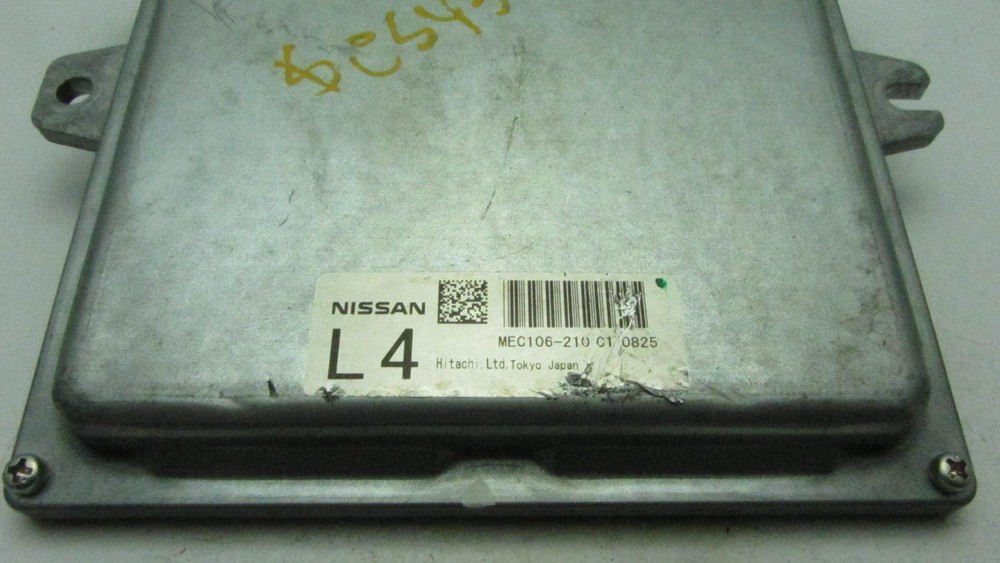 NISSAN
MEC106-210 C1 0825
L4
Hitachi,Ltd.Tokyo Japan